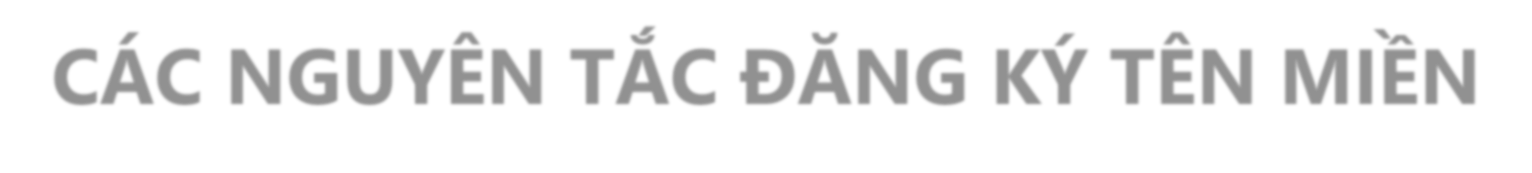 CÁC NGUYÊN TẮC ĐĂNG KÝ TÊN MIỀN